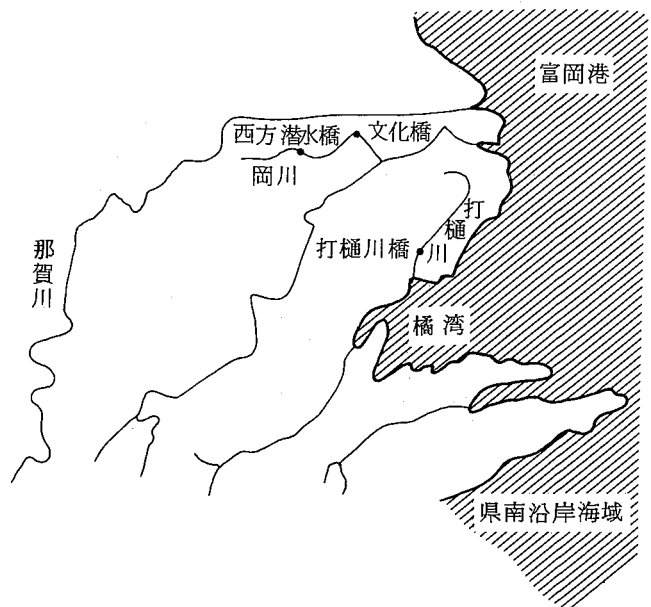 富岡港
西方潜水橋
文化橋
岡川
打樋川
打樋川橋
那賀川
橘湾
県南沿岸海域